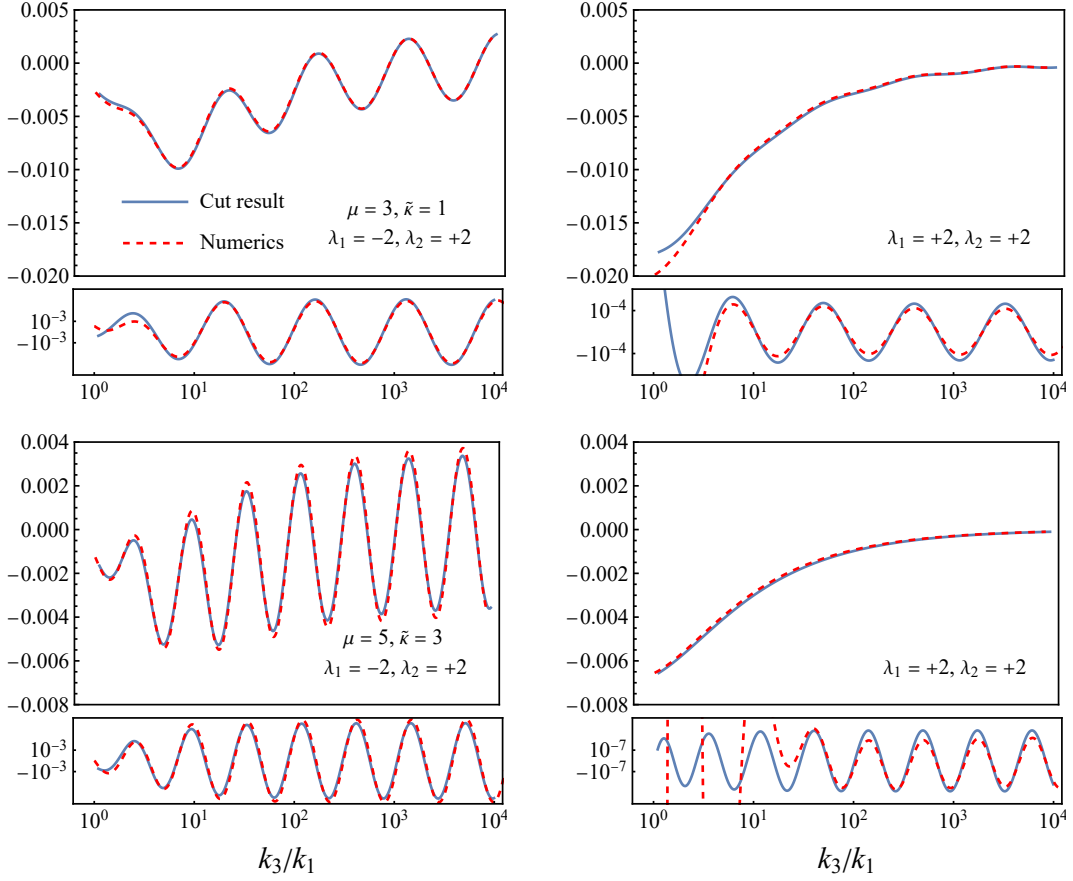 0.005
0.000
−0.005
−0.010
−0.015
−0.020
Cut result
Numerics
μ = 3, κ̃ = 1
λ₁ = −2, λ₂ = +2
10⁻³
−10⁻³
10⁰ 10¹ 10² 10³ 10⁴
0.005
0.000
−0.005
−0.010
−0.015
−0.020
λ₁ = +2, λ₂ = +2
10⁻⁴
−10⁻⁴
10⁰ 10¹ 10² 10³ 10⁴
0.004
0.002
0.000
−0.002
−0.004
−0.006
−0.008
μ = 5, κ̃ = 3
λ₁ = −2, λ₂ = +2
10⁻³
−10⁻³
10⁰ 10¹ 10² 10³ 10⁴
k₃/k₁
0.004
0.002
0.000
−0.002
−0.004
−0.006
−0.008
λ₁ = +2, λ₂ = +2
10⁻⁷
−10⁻⁷
10⁰ 10¹ 10² 10³ 10⁴
k₃/k₁